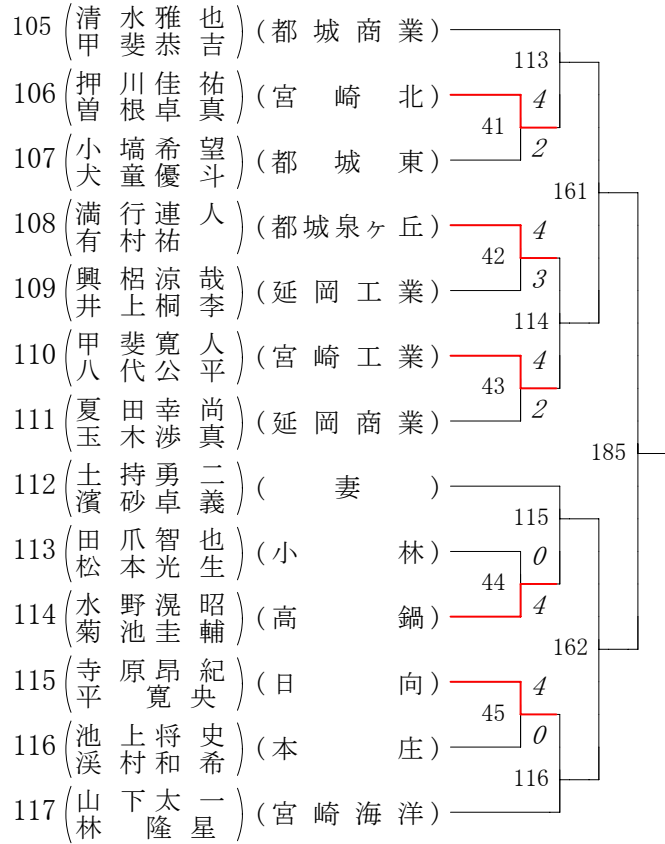 105 (清水雅也 甲斐恭吉) (都城商業)
113
106 (押川佳祐 曽根卓真) (宮崎北) 4
41
107 (小塙希望 犬童優斗) (都城東) 2
161
108 (満行連人 有村祐) (都城泉ヶ丘) 4
42
109 (興梠涼哉 井上桐李) (延岡工業) 3
114
110 (甲斐寛人 八代公平) (宮崎工業) 4
43
111 (夏田幸尚 玉木渉真) (延岡商業) 2
185
112 (土持勇二 濱砂卓義) (妻)
115
113 (田爪智也 松本光生) (小林) 0
44
114 (水野滉昭 菊池圭輔) (高鍋) 4
162
115 (寺原昂紀 平寛央) (日向) 4
45
116 (池上将史 渓村和希) (本庄) 0
116
117 (山下太一 林隆星) (宮崎海洋)